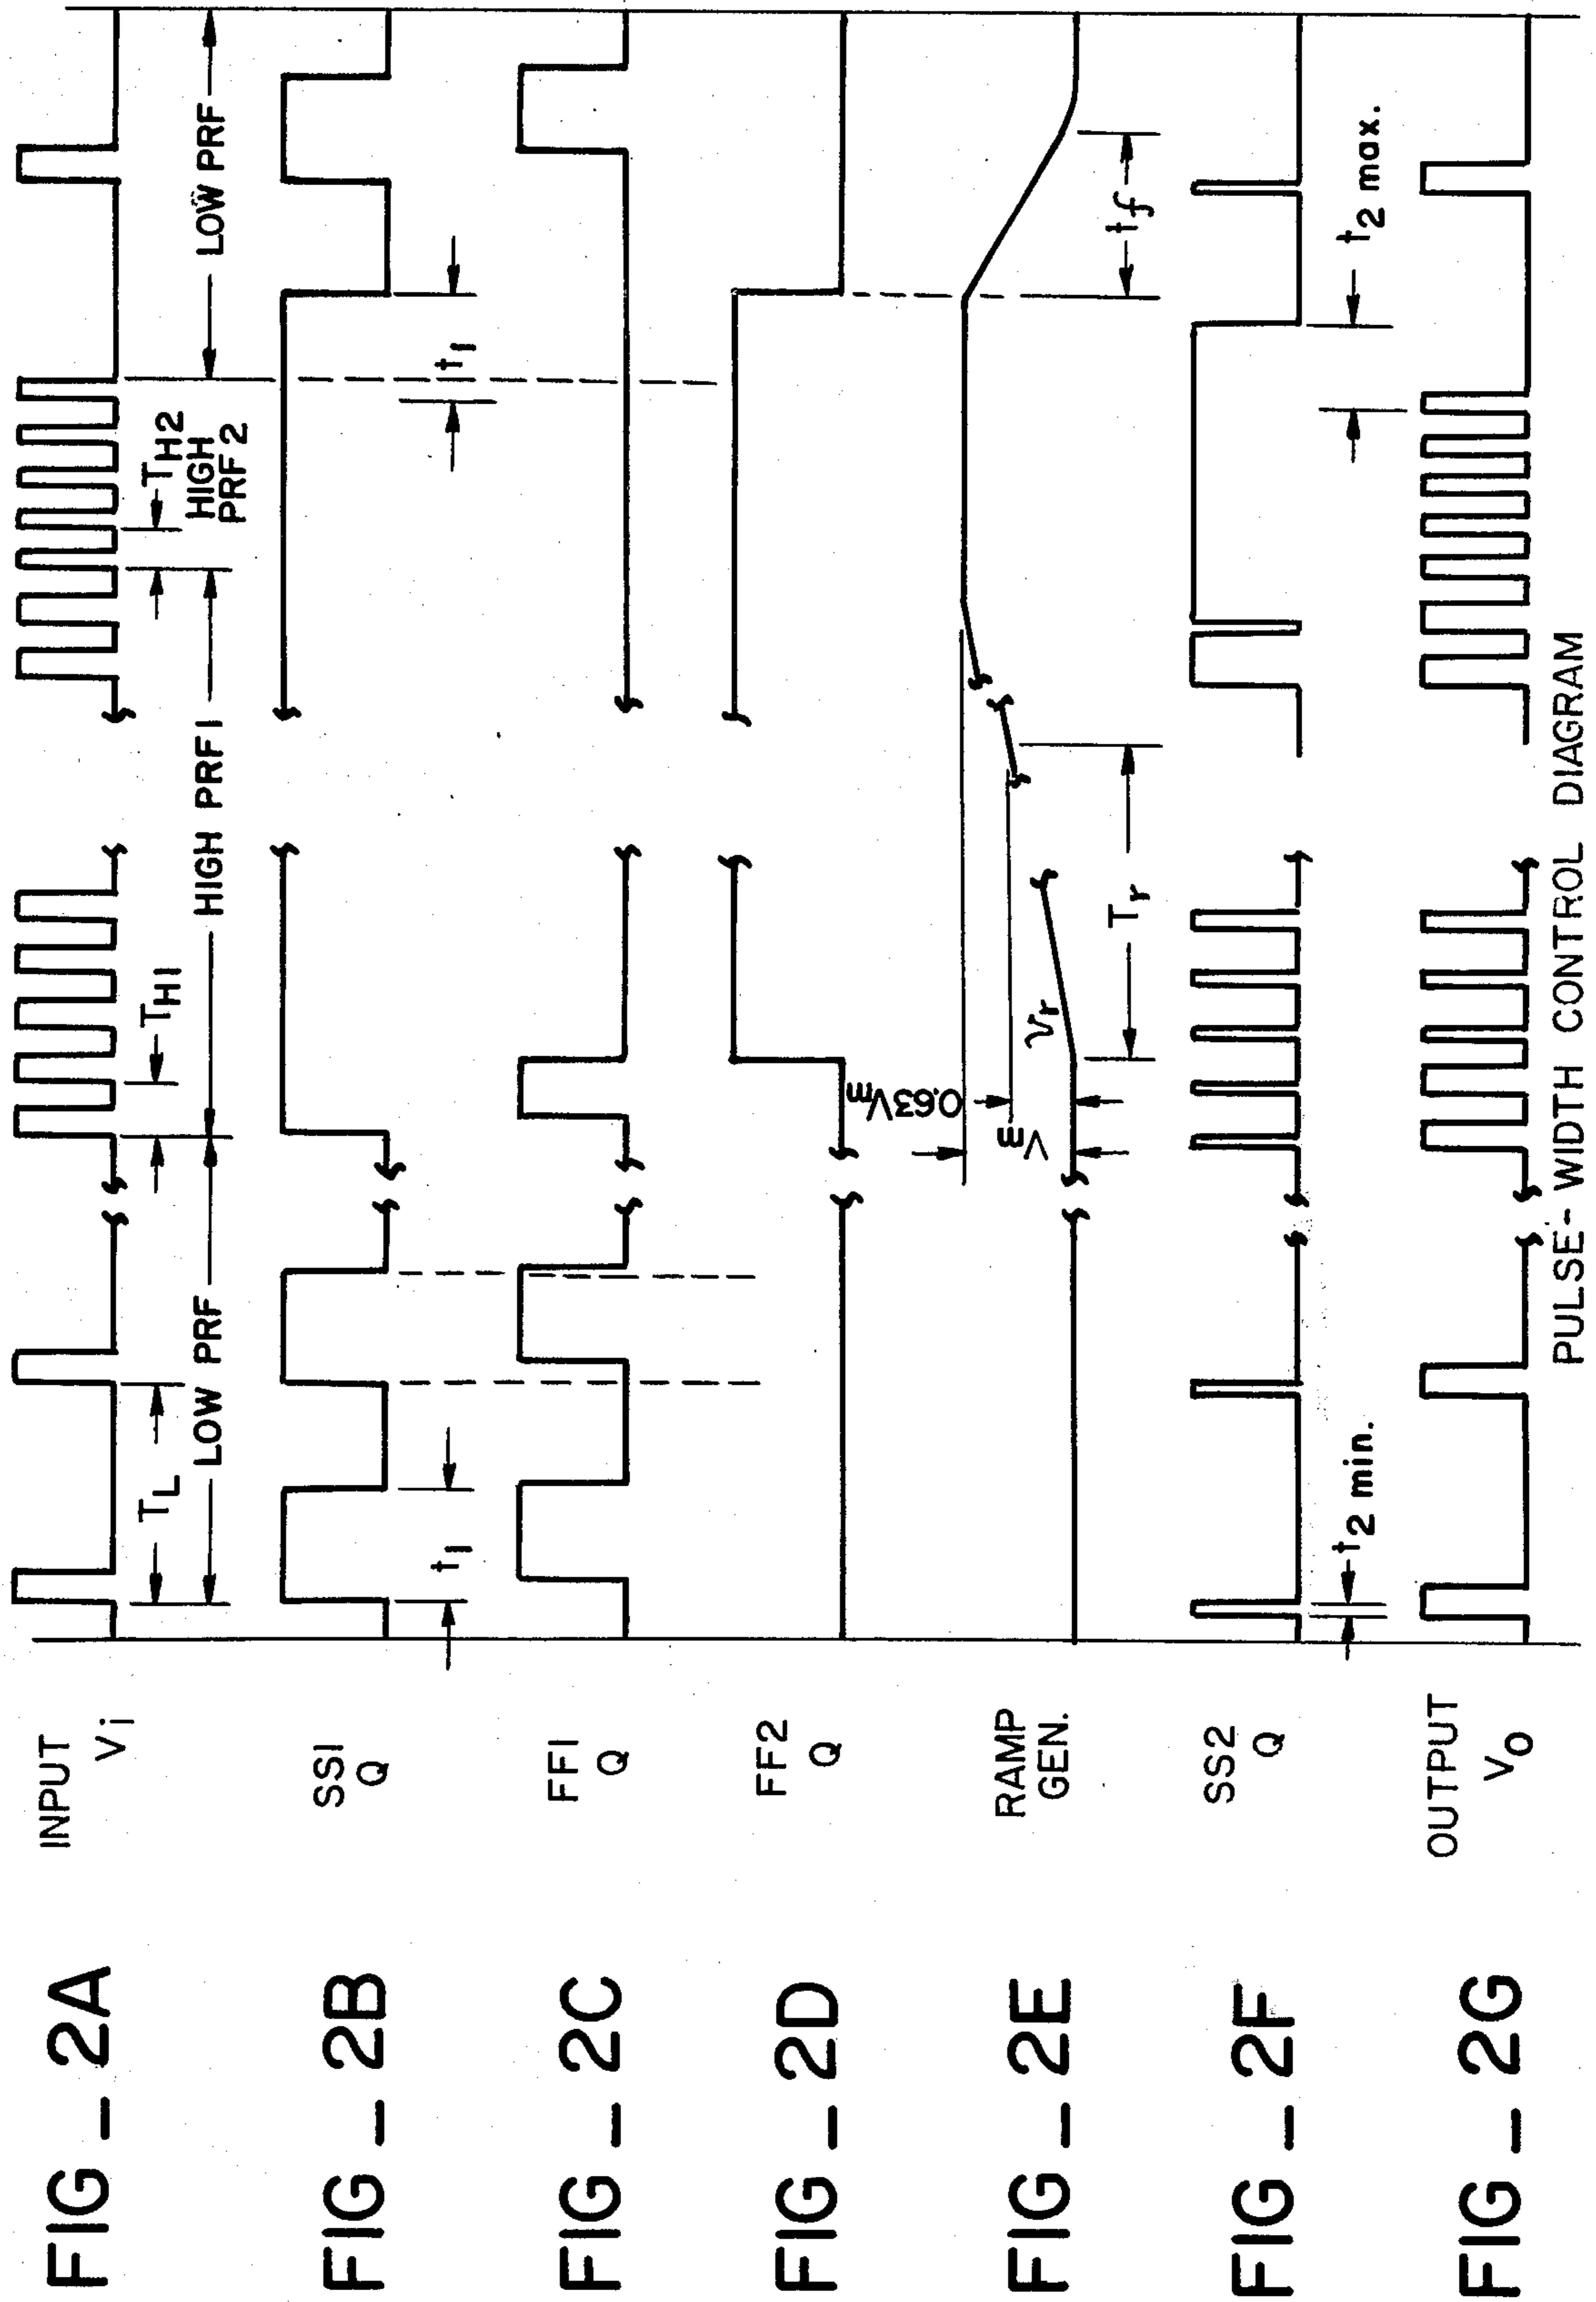 FIG_2A
INPUT
Vi
TL
LOW PRF
TH1
HIGH PRF1
TH2
HIGH
PRF2
LOW PRF
FIG_2B
SS1
Q
t1
t1
FIG_2C
FF1
Q
FIG_2D
FF2
Q
FIG_2E
RAMP
GEN.
Vm
0.63Vm
vr
Tr
tf
FIG_2F
SS2
Q
t2 min.
t2 max.
FIG_2G
OUTPUT
VO
PULSE-WIDTH CONTROL DIAGRAM